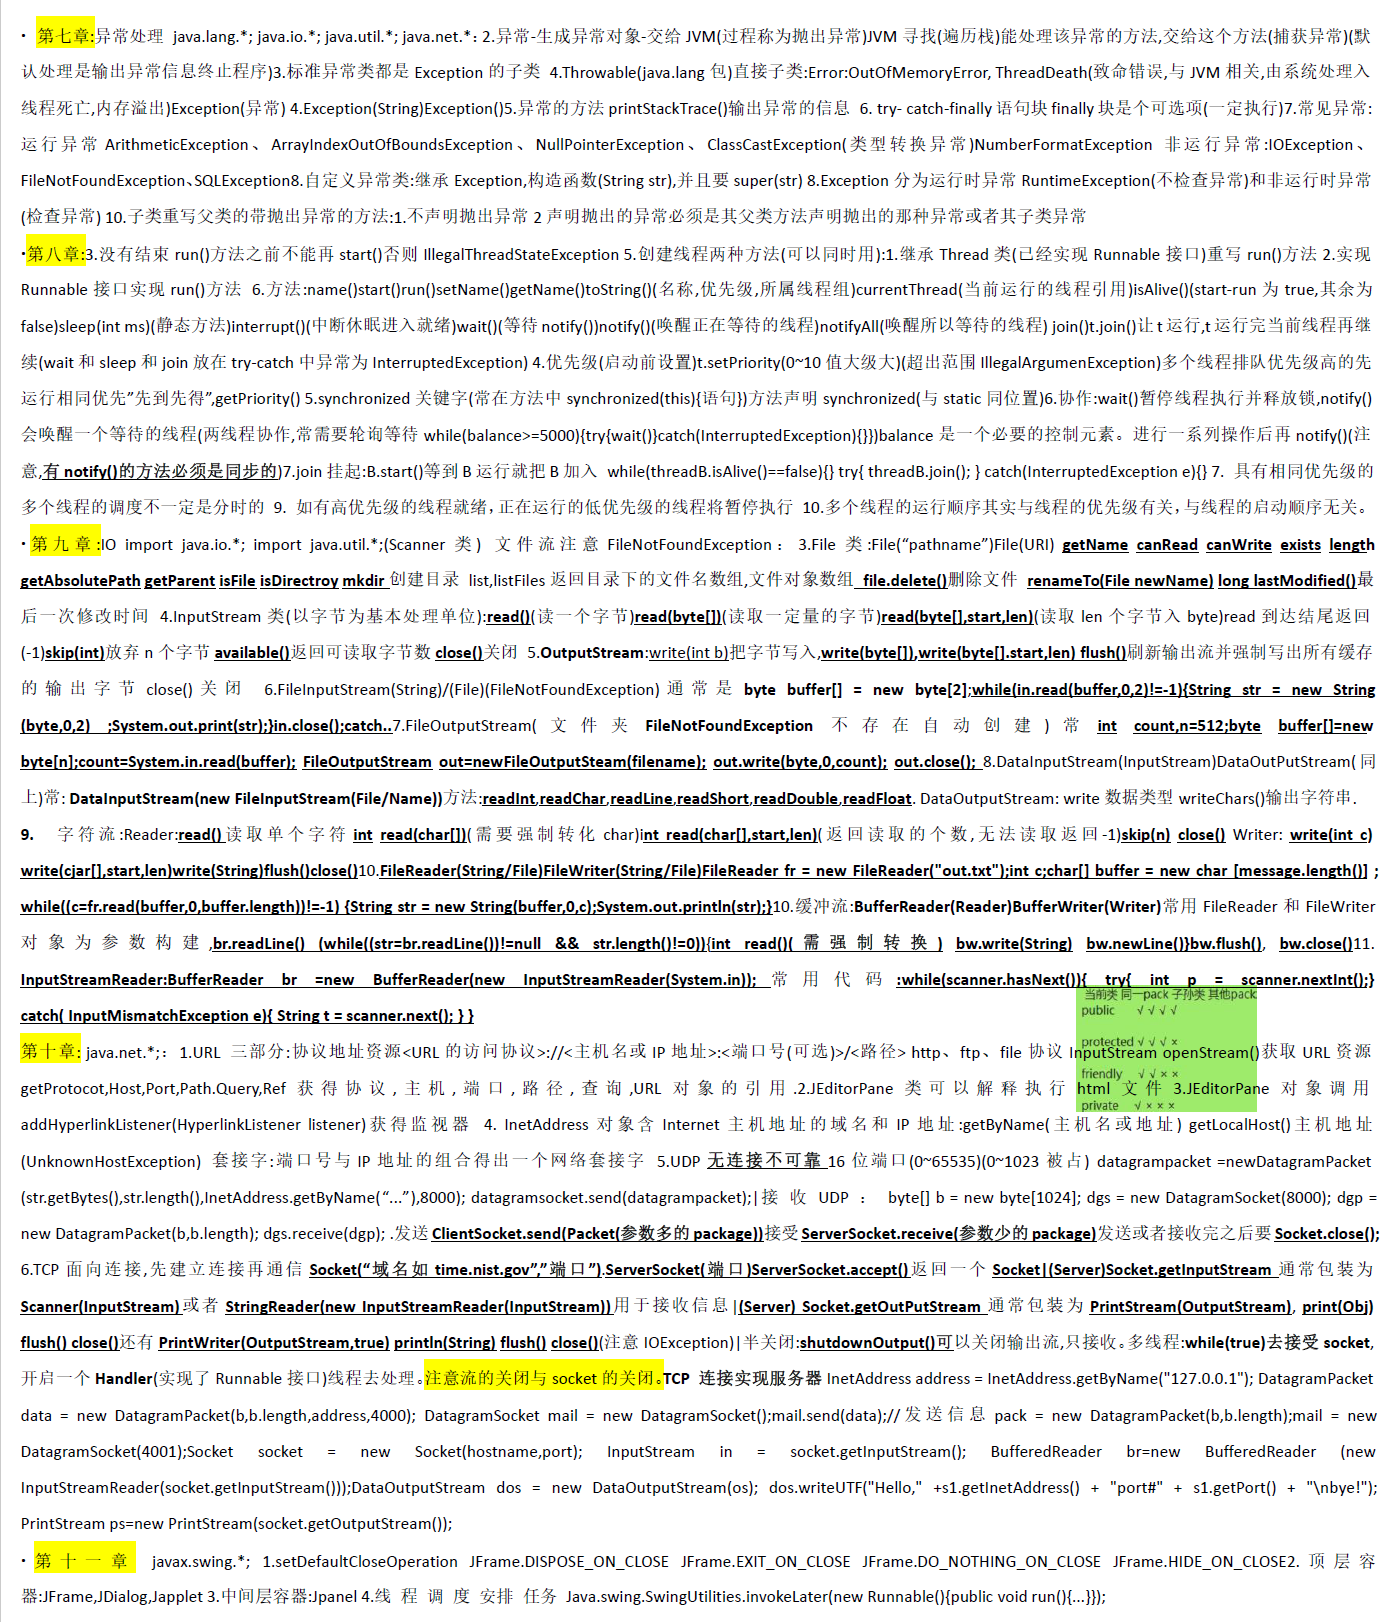 · 第七章:异常处理 java.lang.*; java.io.*; java.util.*; java.net.*: 2.异常-生成异常对象-交给 JVM(过程称为抛出异常)JVM 寻找(遍历栈)能处理该异常的方法,交给这个方法(捕获异常)(默
认处理是输出异常信息终止程序)3.标准异常类都是 Exception 的子类 4.Throwable(java.lang 包)直接子类:Error:OutOfMemoryError, ThreadDeath(致命错误,与 JVM 相关,由系统处理入
线程死亡,内存溢出)Exception(异常) 4.Exception(String)Exception()5.异常的方法 printStackTrace()输出异常的信息 6. try- catch-finally 语句块 finally 块是个可选项(一定执行)7.常见异常:
运行异常 ArithmeticException、 ArrayIndexOutOfBoundsException、 NullPointerException、 ClassCastException(类型转换异常)NumberFormatException 非运行异常:IOException、
FileNotFoundException、SQLException8.自定义异常类:继承 Exception,构造函数(String str),并且要 super(str) 8.Exception 分为运行时异常 RuntimeException(不检查异常)和非运行时异常
(检查异常) 10.子类重写父类的带抛出异常的方法:1.不声明抛出异常 2 声明抛出的异常必须是其父类方法声明抛出的那种异常或者其子类异常
·第八章:3.没有结束 run()方法之前不能再 start()否则 IllegalThreadStateException 5.创建线程两种方法(可以同时用):1.继承 Thread 类(已经实现 Runnable 接口)重写 run()方法 2.实现
Runnable 接口实现 run()方法 6.方法:name()start()run()setName()getName()toString()(名称,优先级,所属线程组)currentThread(当前运行的线程引用)isAlive()(start-run 为 true,其余为
false)sleep(int ms)(静态方法)interrupt()(中断休眠进入就绪)wait()(等待 notify())notify()(唤醒正在等待的线程)notifyAll(唤醒所以等待的线程) join()t.join()让 t 运行,t 运行完当前线程再继
续(wait 和 sleep 和 join 放在 try-catch 中异常为 InterruptedException) 4.优先级(启动前设置)t.setPriority(0~10 值大级大)(超出范围 IllegalArgumenException)多个线程排队优先级高的先
运行相同优先”先到先得”,getPriority() 5.synchronized 关键字(常在方法中 synchronized(this){语句})方法声明 synchronized(与 static 同位置)6.协作:wait()暂停线程执行并释放锁,notify()
会唤醒一个等待的线程(两线程协作,常需要轮询等待 while(balance>=5000){try{wait()}catch(InterruptedException){}})balance 是一个必要的控制元素。进行一系列操作后再 notify()(注
意,有 notify()的方法必须是同步的)7.join 挂起:B.start()等到 B 运行就把 B 加入 while(threadB.isAlive()==false){} try{ threadB.join(); } catch(InterruptedException e){} 7. 具有相同优先级的
多个线程的调度不一定是分时的 9. 如有高优先级的线程就绪,正在运行的低优先级的线程将暂停执行 10.多个线程的运行顺序其实与线程的优先级有关,与线程的启动顺序无关。
· 第九章:IO import java.io.*; import java.util.*;(Scanner 类) 文件流注意 FileNotFoundException: 3.File 类:File(“pathname”)File(URI) getName canRead canWrite exists length
getAbsolutePath getParent isFile isDirectroy mkdir 创建目录 list,listFiles 返回目录下的文件名数组,文件对象数组 file.delete()删除文件 renameTo(File newName) long lastModified()最
后一次修改时间 4.InputStream 类(以字节为基本处理单位):read()(读一个字节)read(byte[])(读取一定量的字节)read(byte[],start,len)(读取 len 个字节入 byte)read 到达结尾返回
(-1)skip(int)放弃 n 个字节 available()返回可读取字节数 close()关闭 5.OutputStream:write(int b)把字节写入,write(byte[]),write(byte[].start,len) flush()刷新输出流并强制写出所有缓存
的输出字节 close()关闭 6.FileInputStream(String)/(File)(FileNotFoundException)通常是 byte buffer[] = new byte[2];while(in.read(buffer,0,2)!=-1){String str = new String
(byte,0,2) ;System.out.print(str);}in.close();catch..7.FileOutputStream(文件夹 FileNotFoundException 不存在自动创建)常 int count,n=512;byte buffer[]=new
byte[n];count=System.in.read(buffer); FileOutputStream out=newFileOutputSteam(filename); out.write(byte,0,count); out.close(); 8.DataInputStream(InputStream)DataOutPutStream(同
上)常: DataInputStream(new FileInputStream(File/Name))方法:readInt,readChar,readLine,readShort,readDouble,readFloat. DataOutputStream: write 数据类型 writeChars()输出字符串.
9. 字符流:Reader:read()读取单个字符 int read(char[])(需要强制转化 char)int read(char[],start,len)(返回读取的个数,无法读取返回-1)skip(n) close() Writer: write(int c)
write(cjar[],start,len)write(String)flush()close()10.FileReader(String/File)FileWriter(String/File)FileReader fr = new FileReader("out.txt");int c;char[] buffer = new char [message.length()] ;
while((c=fr.read(buffer,0,buffer.length))!=-1) {String str = new String(buffer,0,c);System.out.println(str);}10.缓冲流:BufferReader(Reader)BufferWriter(Writer)常用 FileReader 和 FileWriter
对象为参数构建,br.readLine() (while((str=br.readLine())!=null && str.length()!=0)){int read()(需强制转换) bw.write(String) bw.newLine()}bw.flush(), bw.close()11.
InputStreamReader:BufferReader br =new BufferReader(new InputStreamReader(System.in)); 常用代码:while(scanner.hasNext()){ try{ int p = scanner.nextInt();}
catch( InputMismatchException e){ String t = scanner.next(); } }
当前类 同一pack 子孙类 其他pack
public √ √ √ √
protected √ √ √ ×
friendly √ √ × ×
private √ × × ×
第十章: java.net.*;: 1.URL 三部分:协议地址资源<URL 的访问协议>://<主机名或 IP 地址>:<端口号(可选)>/<路径> http、ftp、file 协议 InputStream openStream()获取 URL 资源
getProtocot,Host,Port,Path.Query,Ref 获得协议,主机,端口,路径,查询,URL 对象的引用.2.JEditorPane 类可以解释执行 html 文件 3.JEditorPane 对象调用
addHyperlinkListener(HyperlinkListener listener)获得监视器 4. InetAddress 对象含 Internet 主机地址的域名和 IP 地址:getByName(主机名或地址) getLocalHost()主机地址
(UnknownHostException) 套接字:端口号与 IP 地址的组合得出一个网络套接字 5.UDP 无连接不可靠 16 位端口(0~65535)(0~1023 被占) datagrampacket =newDatagramPacket
(str.getBytes(),str.length(),InetAddress.getByName(“...”),8000); datagramsocket.send(datagrampacket);|接收 UDP: byte[] b = new byte[1024]; dgs = new DatagramSocket(8000); dgp =
new DatagramPacket(b,b.length); dgs.receive(dgp); .发送 ClientSocket.send(Packet(参数多的 package))接受 ServerSocket.receive(参数少的 package)发送或者接收完之后要 Socket.close();
6.TCP 面向连接,先建立连接再通信 Socket(“域名如 time.nist.gov”,”端口”).ServerSocket(端口)ServerSocket.accept()返回一个 Socket|(Server)Socket.getInputStream 通常包装为
Scanner(InputStream)或者 StringReader(new InputStreamReader(InputStream))用于接收信息|(Server) Socket.getOutPutStream 通常包装为 PrintStream(OutputStream), print(Obj)
flush() close()还有 PrintWriter(OutputStream,true) println(String) flush() close()(注意 IOException)|半关闭:shutdownOutput()可以关闭输出流,只接收。多线程:while(true)去接受 socket,
开启一个 Handler(实现了 Runnable 接口)线程去处理。注意流的关闭与 socket 的关闭。TCP 连接实现服务器 InetAddress address = InetAddress.getByName("127.0.0.1"); DatagramPacket
data = new DatagramPacket(b,b.length,address,4000); DatagramSocket mail = new DatagramSocket();mail.send(data);//发送信息 pack = new DatagramPacket(b,b.length);mail = new
DatagramSocket(4001);Socket socket = new Socket(hostname,port); InputStream in = socket.getInputStream(); BufferedReader br=new BufferedReader (new
InputStreamReader(socket.getInputStream()));DataOutputStream dos = new DataOutputStream(os); dos.writeUTF("Hello," +s1.getInetAddress() + "port#" + s1.getPort() + "\nbye!");
PrintStream ps=new PrintStream(socket.getOutputStream());
· 第十一章 javax.swing.*; 1.setDefaultCloseOperation JFrame.DISPOSE_ON_CLOSE JFrame.EXIT_ON_CLOSE JFrame.DO_NOTHING_ON_CLOSE JFrame.HIDE_ON_CLOSE2.顶层容
器:JFrame,JDialog,Japplet 3.中间层容器:Jpanel 4.线程调度安排任务 Java.swing.SwingUtilities.invokeLater(new Runnable(){public void run(){...}});